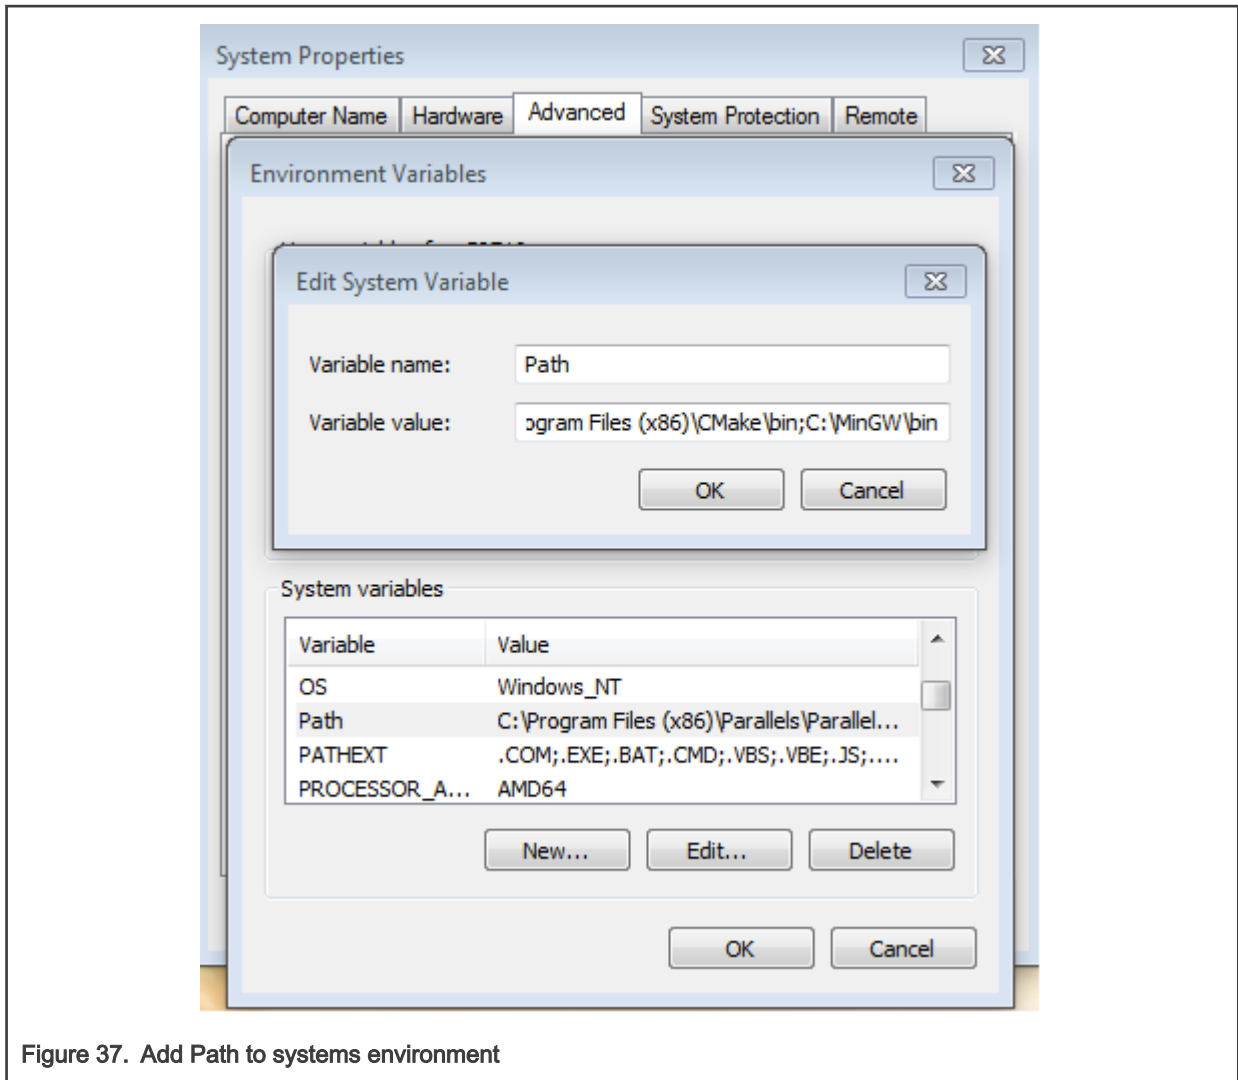 System Properties
Computer Name Hardware Advanced System Protection Remote
Environment Variables
Edit System Variable
Variable name: Path
Variable value: ogram Files (x86)\CMake\bin;C:\MinGW\bin
OK Cancel
System variables
Variable Value
OS Windows_NT
Path C:\Program Files (x86)\Parallels\Parallel...
PATHEXT .COM;.EXE;.BAT;.CMD;.VBS;.VBE;.JS;....
PROCESSOR_A... AMD64
New... Edit... Delete
OK Cancel
Figure 37. Add Path to systems environment